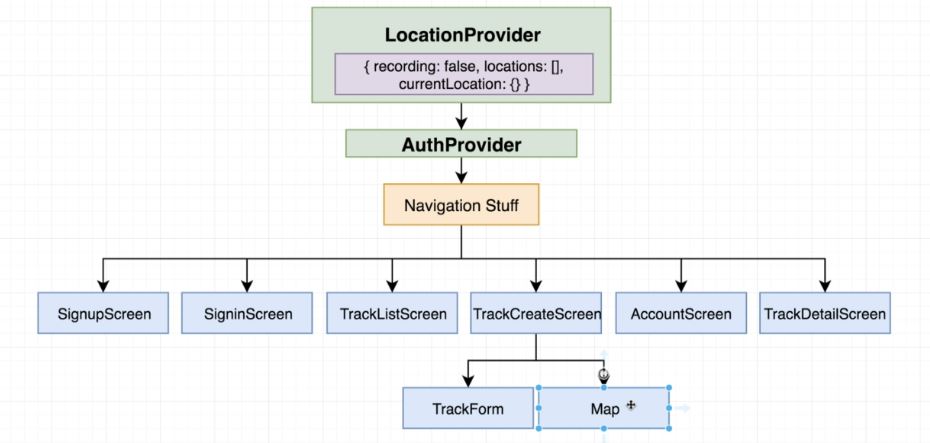 LocationProvider
{ recording: false, locations: [],
currentLocation: {} }
AuthProvider
Navigation Stuff
SignupScreen
SigninScreen
TrackListScreen
TrackCreateScreen
AccountScreen
TrackDetailScreen
TrackForm
Map